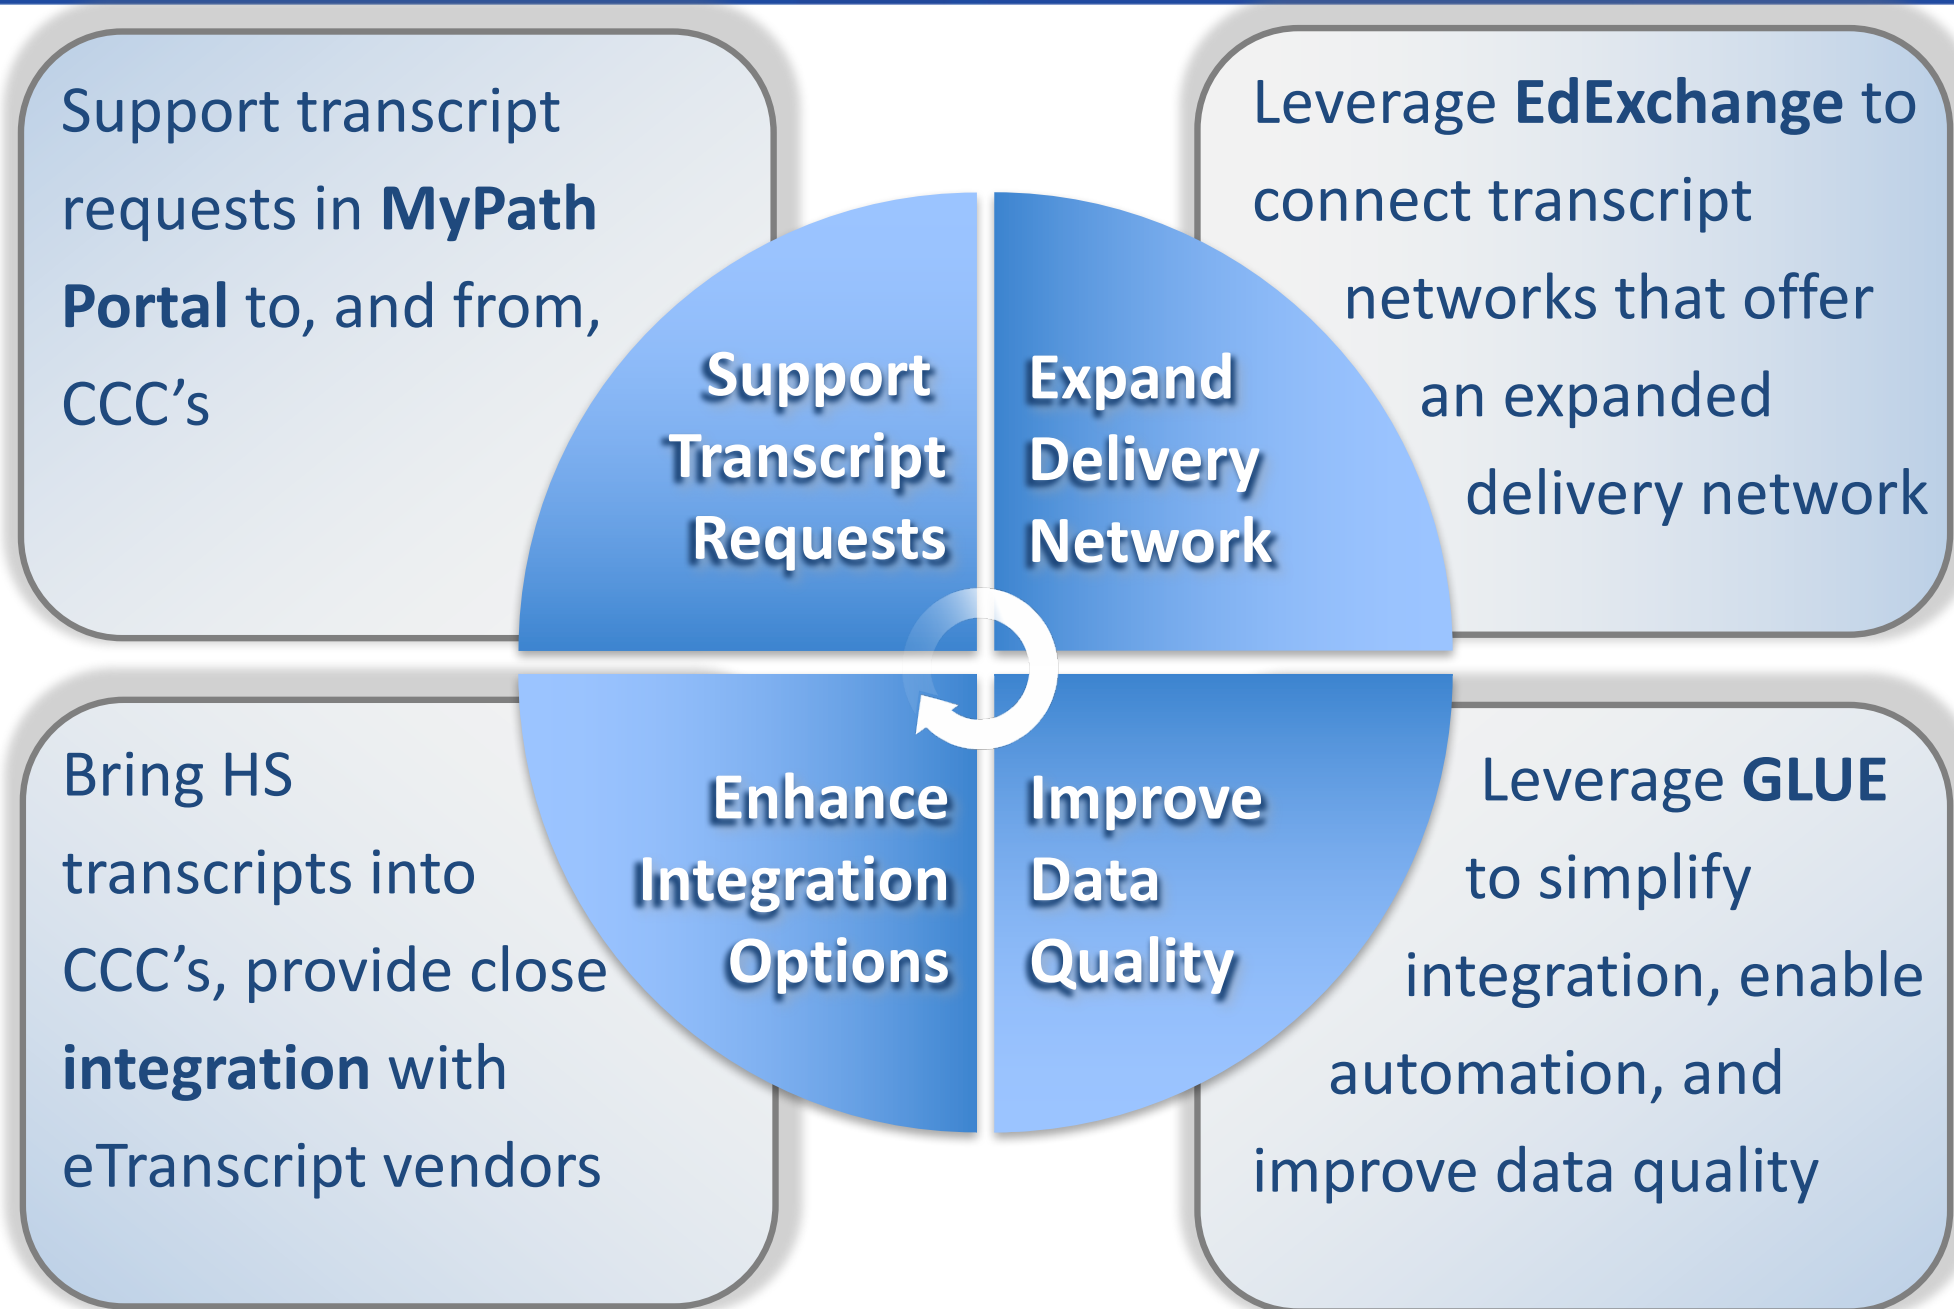 Support transcript
requests in MyPath
Portal to, and from,
CCC’s
Leverage EdExchange to
connect transcript
networks that offer
an expanded
delivery network
Support
Transcript
Requests
Expand
Delivery
Network
Enhance
Integration
Options
Improve
Data
Quality
Bring HS
transcripts into
CCC’s, provide close
integration with
eTranscript vendors
Leverage GLUE
to simplify
integration, enable
automation, and
improve data quality